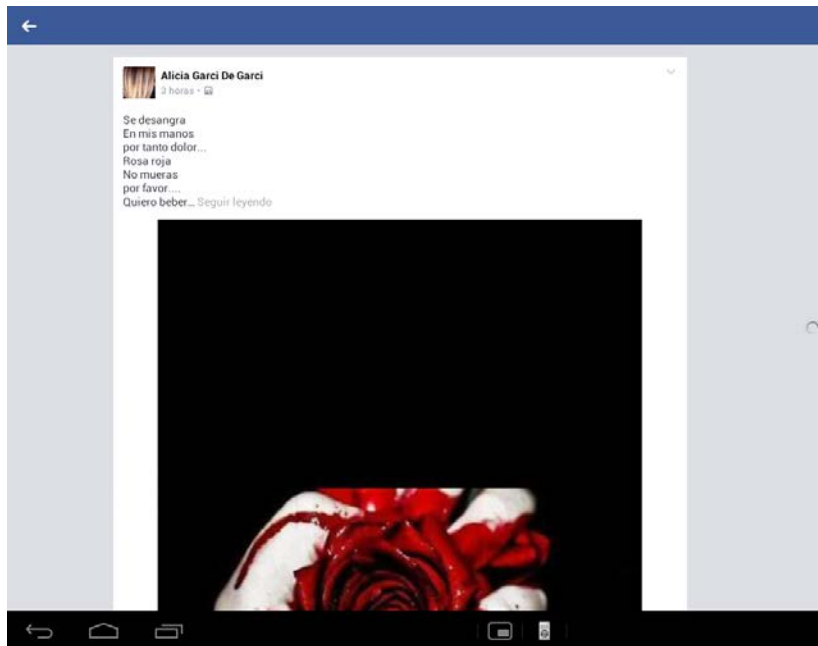 Alicia Garci De Garci
3 horas ·
Se desangra
En mis manos
por tanto dolor...
Rosa roja
No mueras
por favor....
Quiero beber... Seguir leyendo